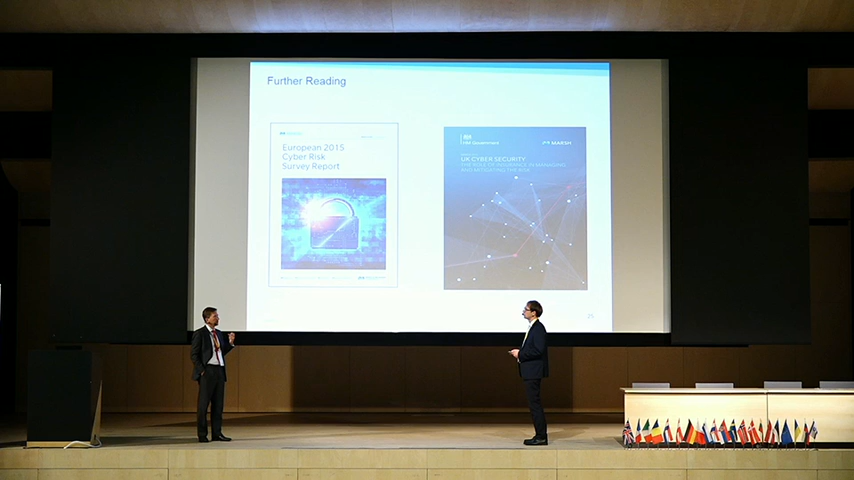 Further Reading
European 2015
Cyber Risk
Survey Report
HM Government
MARSH
UK CYBER SECURITY
THE ROLE OF INSURANCE IN MANAGING
AND MITIGATING THE RISK
25